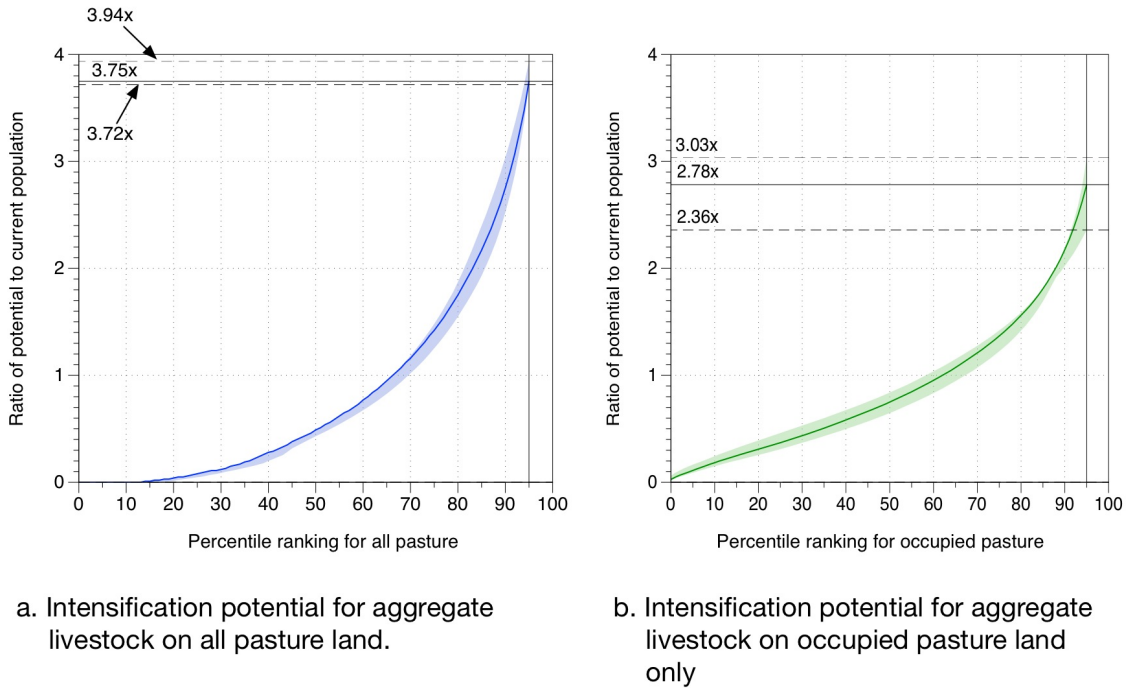 3.94x
4
3.75x
3.72x
3
2
1
0
0 10 20 30 40 50 60 70 80 90 100
Ratio of potential to current population
Percentile ranking for all pasture
a. Intensification potential for aggregate
livestock on all pasture land.
4
3.03x
3
2.78x
2.36x
2
1
0
0 10 20 30 40 50 60 70 80 90 100
Ratio of potential to current population
Percentile ranking for occupied pasture
b. Intensification potential for aggregate
livestock on occupied pasture land
only